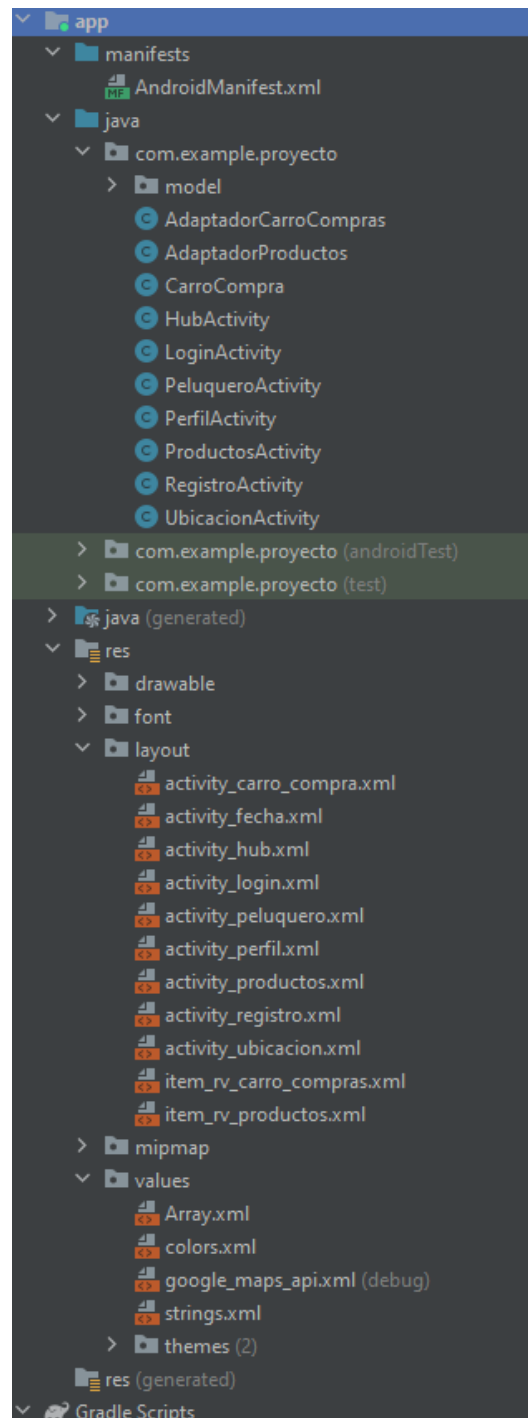 app
manifests
AndroidManifest.xml
java
com.example.proyecto
model
AdaptadorCarroCompras
AdaptadorProductos
CarroCompra
HubActivity
LoginActivity
PeluqueroActivity
PerfilActivity
ProductosActivity
RegistroActivity
UbicacionActivity
com.example.proyecto (androidTest)
com.example.proyecto (test)
java (generated)
res
drawable
font
layout
activity_carro_compra.xml
activity_fecha.xml
activity_hub.xml
activity_login.xml
activity_peluquero.xml
activity_perfil.xml
activity_productos.xml
activity_registro.xml
activity_ubicacion.xml
item_rv_carro_compras.xml
item_rv_productos.xml
mipmap
values
Array.xml
colors.xml
google_maps_api.xml (debug)
strings.xml
themes (2)
res (generated)
Gradle Scripts